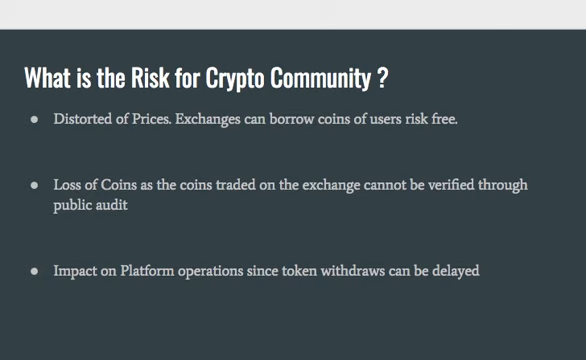 What is the Risk for Crypto Community ?
● Distorted of Prices. Exchanges can borrow coins of users risk free.
● Loss of Coins as the coins traded on the exchange cannot be verified through
public audit
● Impact on Platform operations since token withdraws can be delayed